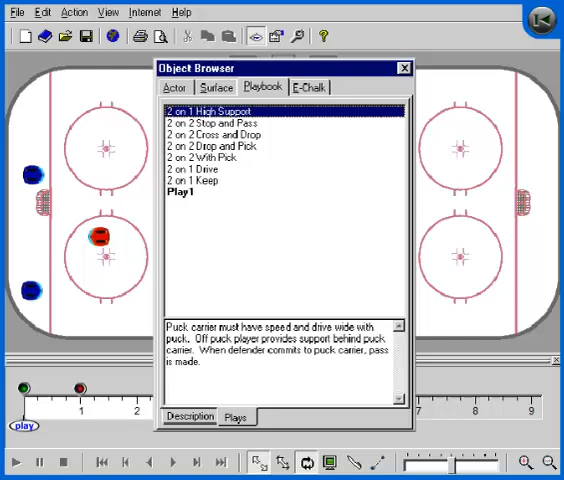 File Edit Action View Internet Help
Object Browser
Actor Surface Playbook E-Chalk
2 on 1 High Support
2 on 2 Stop and Pass
2 on 2 Cross and Drop
2 on 2 Drop and Pick
2 on 2 With Pick
2 on 1 Drive
2 on 1 Keep
Play1
Puck carrier must have speed and drive wide with
puck. Off puck player provides support behind puck
carrier. When defender commits to puck carrier, pass
is made.
Description Plays
1 2 7 8 9
play